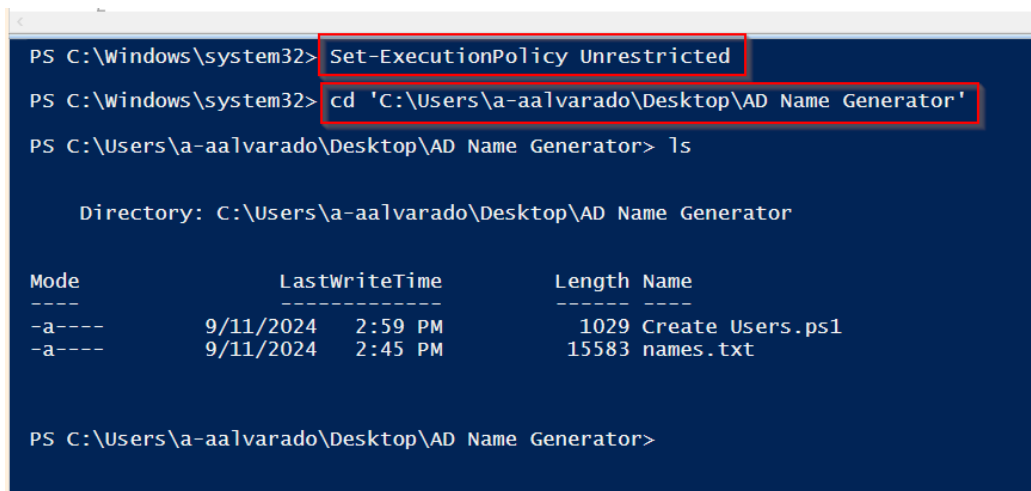 PS C:\Windows\system32> Set-ExecutionPolicy Unrestricted
PS C:\Windows\system32> cd 'C:\Users\a-aalvarado\Desktop\AD Name Generator'
PS C:\Users\a-aalvarado\Desktop\AD Name Generator> ls
Directory: C:\Users\a-aalvarado\Desktop\AD Name Generator
Mode LastWriteTime Length Name
---- ------------- ------ ----
-a---- 9/11/2024 2:59 PM 1029 Create Users.ps1
-a---- 9/11/2024 2:45 PM 15583 names.txt
PS C:\Users\a-aalvarado\Desktop\AD Name Generator>